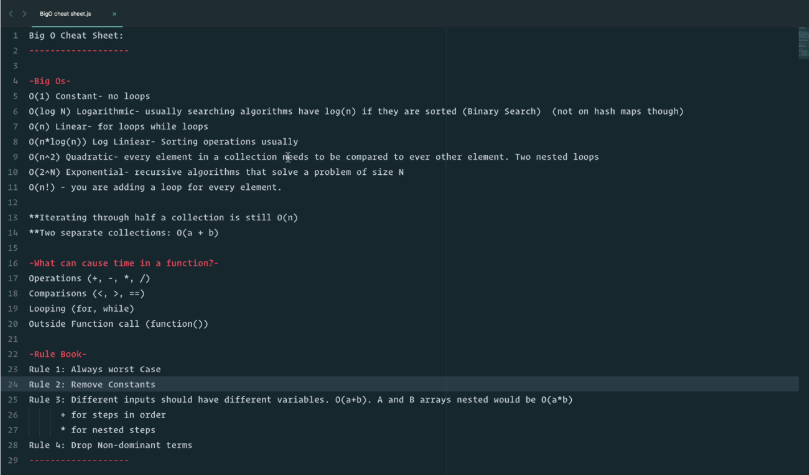 BigO cheat sheet.js ×
1 Big O Cheat Sheet:
2 -------------------
3
4 -Big Os-
5 O(1) Constant- no loops
6 O(log N) Logarithmic- usually searching algorithms have log(n) if they are sorted (Binary Search)  (not on hash maps though)
7 O(n) Linear- for loops while loops
8 O(n*log(n)) Log Liniear- Sorting operations usually
9 O(n^2) Quadratic- every element in a collection needs to be compared to ever other element. Two nested loops
10 O(2^N) Exponential- recursive algorithms that solve a problem of size N
11 O(n!) - you are adding a loop for every element.
12
13 **Iterating through half a collection is still O(n)
14 **Two separate collections: O(a + b)
15
16 -What can cause time in a function?-
17 Operations (+, -, *, /)
18 Comparisons (<, >, ==)
19 Looping (for, while)
20 Outside Function call (function())
21
22 -Rule Book-
23 Rule 1: Always worst Case
24 Rule 2: Remove Constants
25 Rule 3: Different inputs should have different variables. O(a+b). A and B arrays nested would be O(a*b)
26 + for steps in order
27 * for nested steps
28 Rule 4: Drop Non-dominant terms
29 -------------------